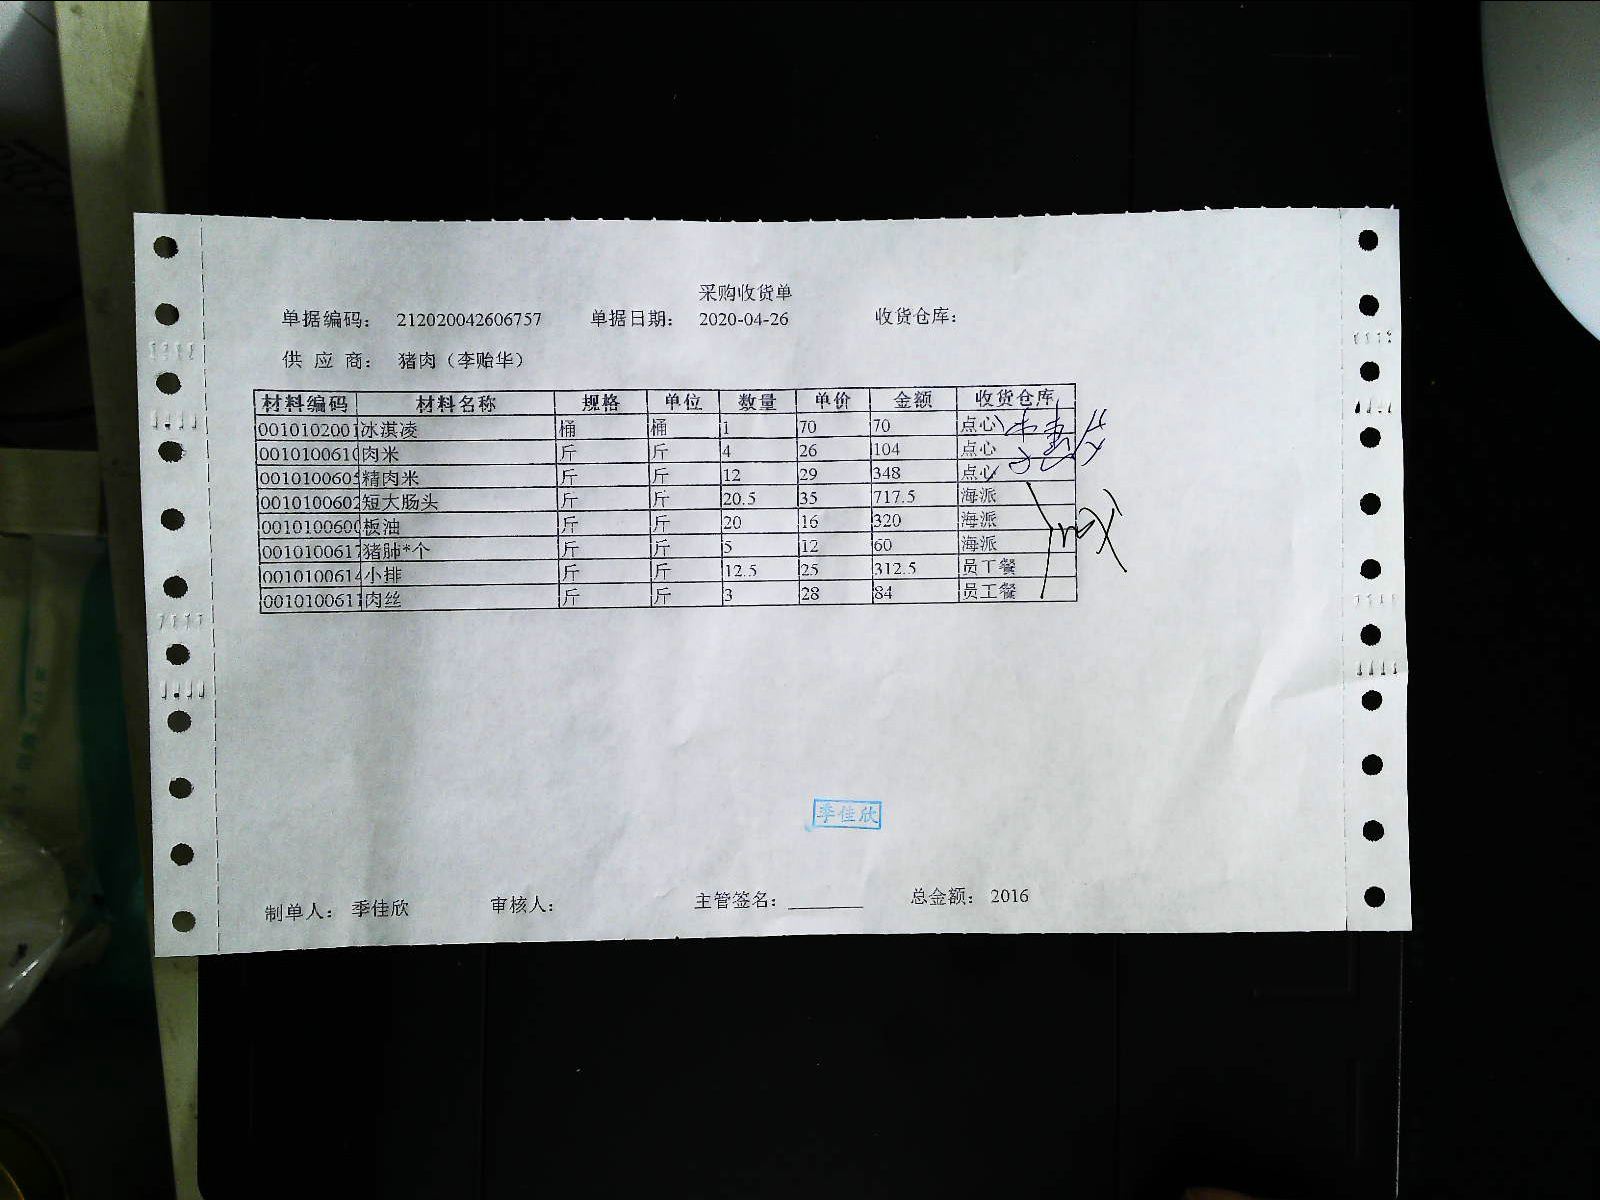 采购收货单
单据编码： 212020042606757 单据日期： 2020-04-26 收货仓库：
供 应 商： 猪肉（李贻华）
材料编码 材料名称 规格 单位 数量 单价 金额 收货仓库
0010102001 冰淇凌 桶 桶 1 70 70 点心
001010061 肉米 斤 斤 4 26 104 点心
001010060 精肉米 斤 斤 12 29 348 点心
0010100602 短大肠头 斤 斤 20.5 35 717.5 海派
001010060 板油 斤 斤 20 16 320 海派
0010100617 猪肺*个 斤 斤 5 12 60 海派
0010100614 小排 斤 斤 12.5 25 312.5 员工餐
0010100611 肉丝 斤 斤 3 28 84 员工餐
季佳欣
制单人： 季佳欣 审核人： 主管签名： 总金额： 2016